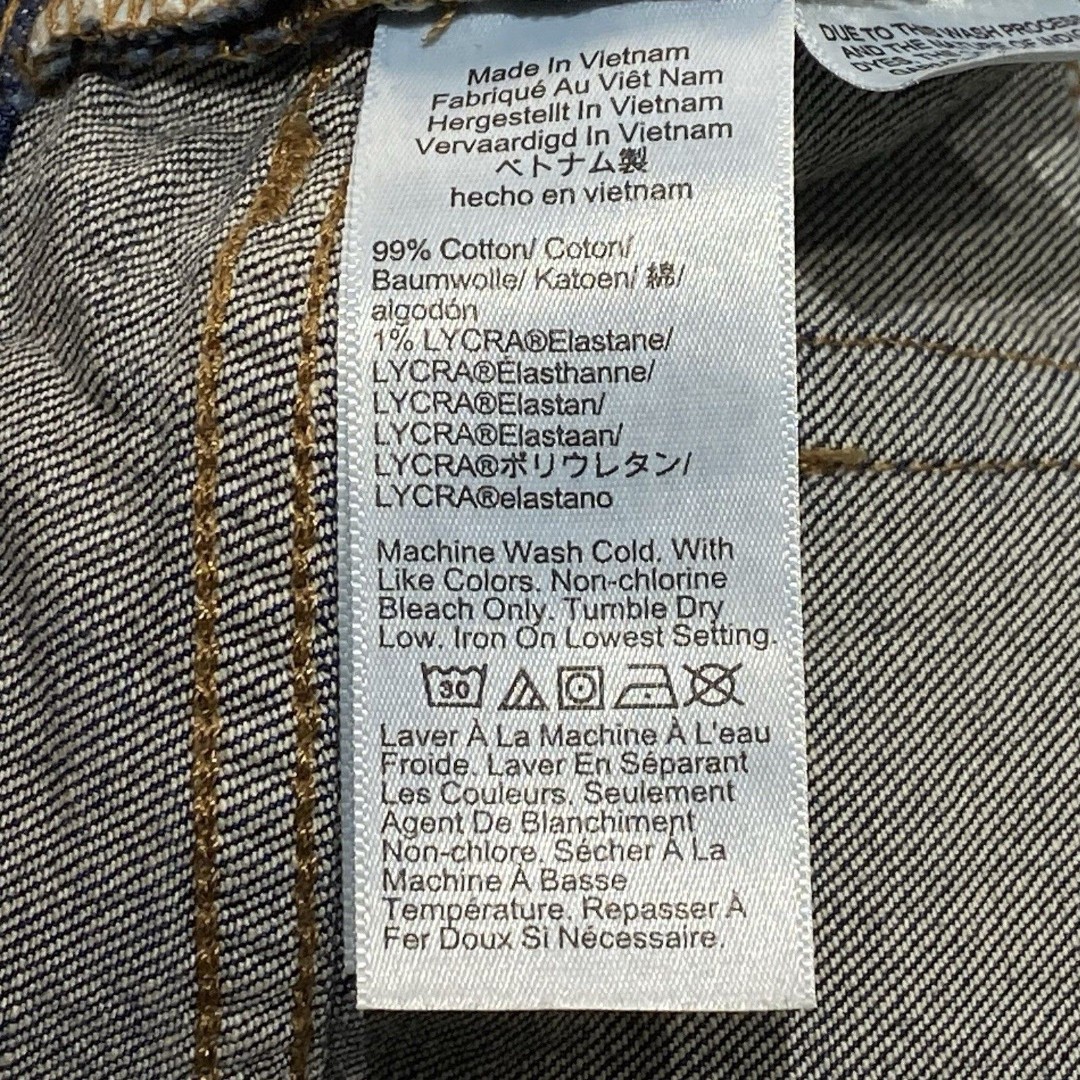 Made In Vietnam
Fabriqué Au Viêt Nam
Hergestellt In Vietnam
Vervaardigd In Vietnam
ベトナム製
hecho en vietnam
99% Cotton/ Coton/
Baumwolle/ Katoen/ 綿/
algodón
1% LYCRA®Elastane/
LYCRA®Élasthanne/
LYCRA®Elastan/
LYCRA®Elastaan/
LYCRA®ポリウレタン/
LYCRA®elastano
Machine Wash Cold. With
Like Colors. Non-chlorine
Bleach Only. Tumble Dry
Low. Iron On Lowest Setting.
30
Laver À La Machine À L'eau
Froide. Laver En Séparant
Les Couleurs. Seulement
Agent De Blanchiment
Non-chlore. Sécher À La
Machine À Basse
Température. Repasser À
Fer Doux Si Nécessaire.
DUE TO THIS WASH PROCESS
AND THE NATURE OF
DYES,